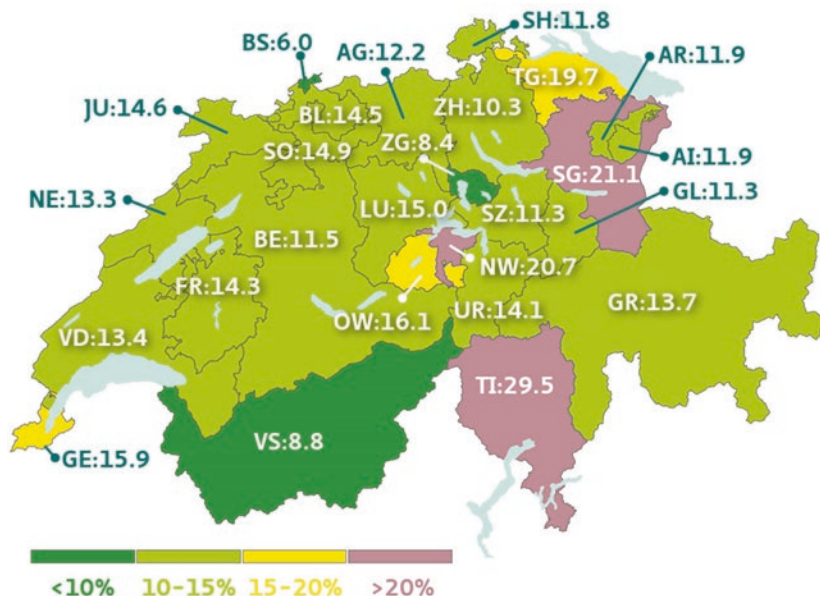 SH:11.8
BS:6.0
AG:12.2
AR:11.9
TG:19.7
JU:14.6
ZH:10.3
BL:14.5
ZG:8.4
SO:14.9
AI:11.9
SG:21.1
NE:13.3
GL:11.3
LU:15.0
SZ:11.3
BE:11.5
NW:20.7
FR:14.3
GR:13.7
OW:16.1
UR:14.1
VD:13.4
TI:29.5
VS:8.8
GE:15.9
<10% 10–15% 15–20% >20%